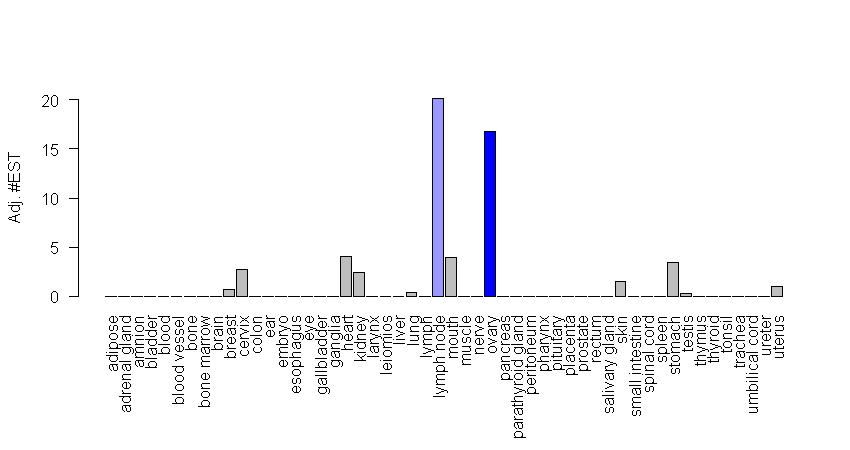 Adj. #EST
20
15
10
5
0
adipose
adrenal gland
amnion
bladder
blood
blood vessel
bone
bone marrow
brain
breast
cervix
colon
ear
embryo
esophagus
eye
gallbladder
ganglia
heart
kidney
larynx
leiomios
liver
lung
lymph
lymph node
mouth
muscle
nerve
ovary
pancreas
parathyroid gland
peritoneum
pharynx
pituitary
placenta
prostate
rectum
salivary gland
skin
small intestine
spinal cord
spleen
stomach
testis
thymus
thyroid
tonsil
trachea
umbilical cord
ureter
uterus